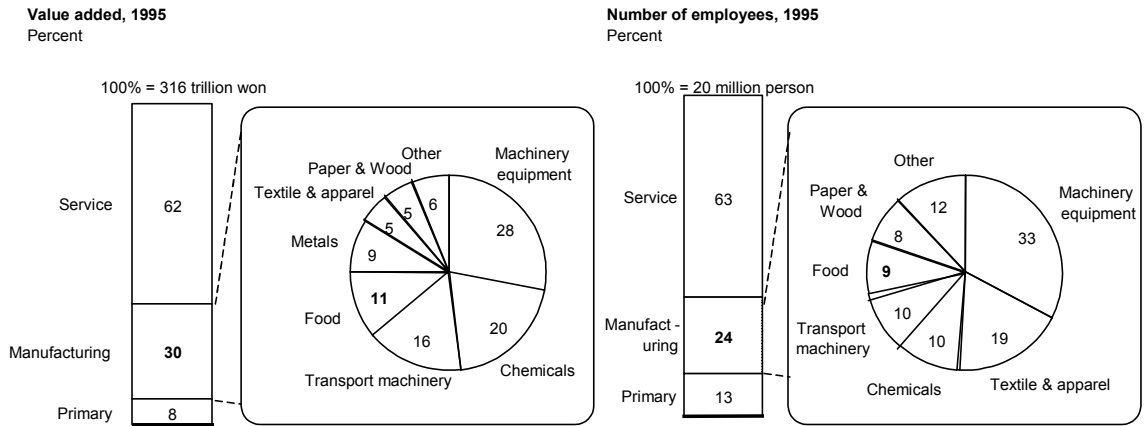 Value added, 1995
Percent
100% = 316 trillion won
Service
62
Manufacturing
30
Primary
8
Other
Paper & Wood
Textile & apparel
Metals
Food
Transport machinery
Chemicals
Machinery
equipment
6
5
5
9
11
16
20
28
Number of employees, 1995
Percent
100% = 20 million person
Service
63
Manufact -
uring
24
Primary
13
Other
Paper &
Wood
Food
Transport
machinery
Chemicals
Textile & apparel
Machinery
equipment
12
8
9
10
10
19
33